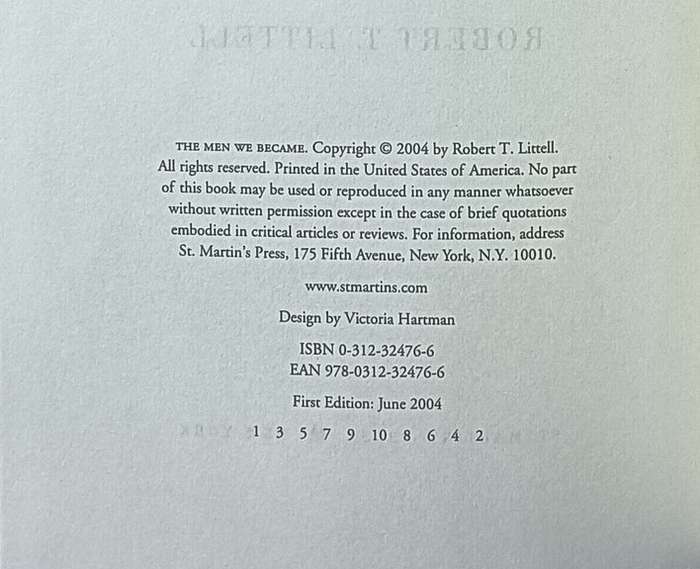 ROBERT T. LITTELL
THE MEN WE BECAME. Copyright © 2004 by Robert T. Littell.
All rights reserved. Printed in the United States of America. No part
of this book may be used or reproduced in any manner whatsoever
without written permission except in the case of brief quotations
embodied in critical articles or reviews. For information, address
St. Martin's Press, 175 Fifth Avenue, New York, N.Y. 10010.
www.stmartins.com
Design by Victoria Hartman
ISBN 0-312-32476-6
EAN 978-0312-32476-6
First Edition: June 2004
1 3 5 7 9 10 8 6 4 2